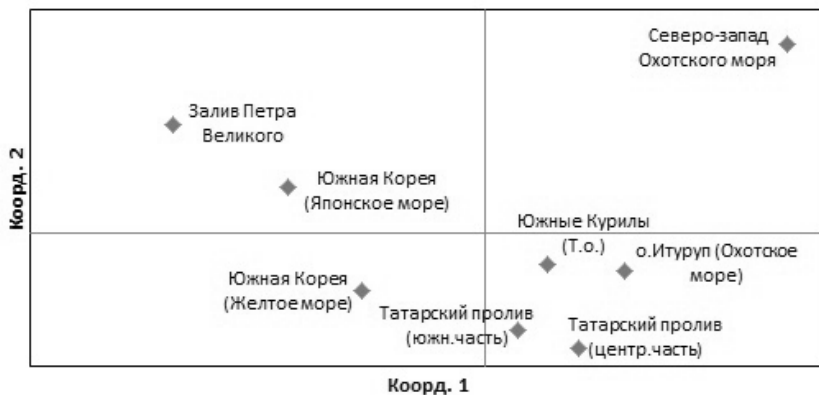 Северо-запад
Охотского моря
Залив Петра
Великого
Южная Корея
(Японское море)
Южные Курилы
(Т.о.)
о.Итуруп (Охотское
море)
Южная Корея
(Желтое море)
Татарский пролив
(южн.часть)
Татарский пролив
(центр.часть)
Коорд. 2
Коорд. 1